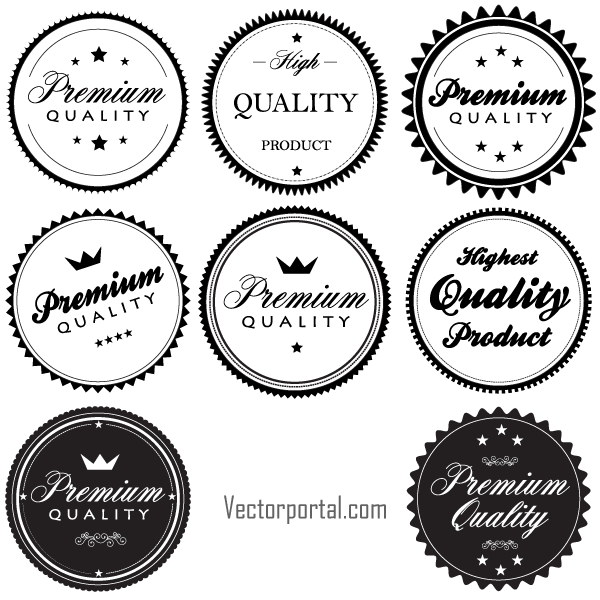 Premium
QUALITY
– High –
QUALITY
PRODUCT
Premium
QUALITY
Premium
QUALITY
Premium
QUALITY
Highest
Quality
Product
Premium
QUALITY
Vectorportal.com
Premium
Quality